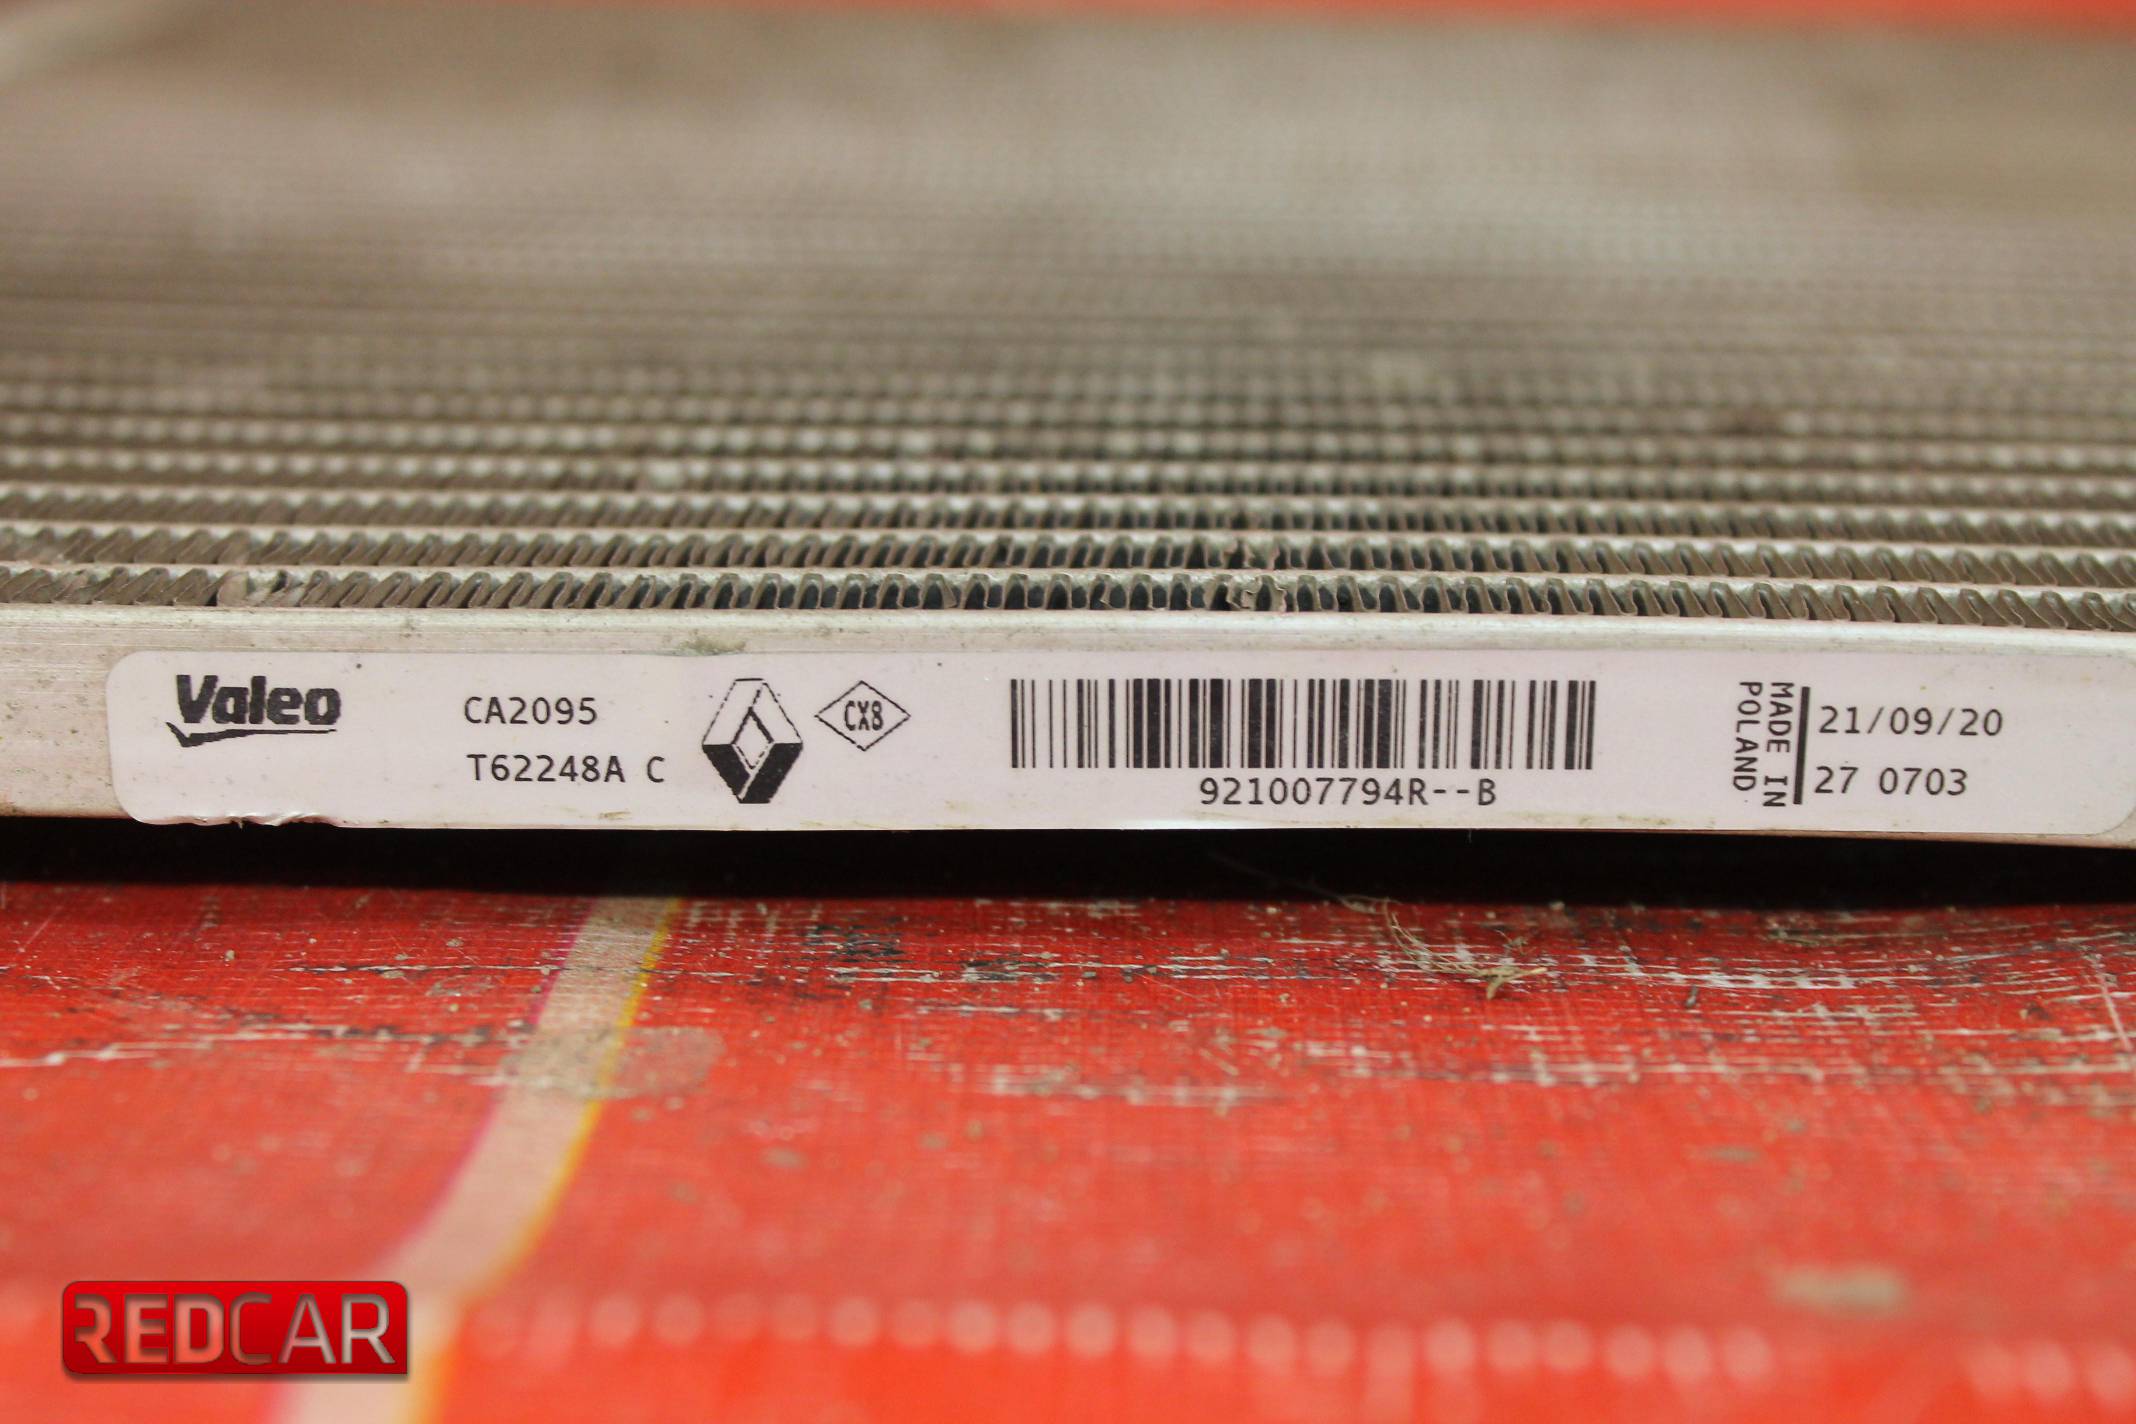 Valeo
CA2095
T62248A C
CX8
921007794R--B
MADE IN
POLAND
21/09/20
27 0703
REDCAR